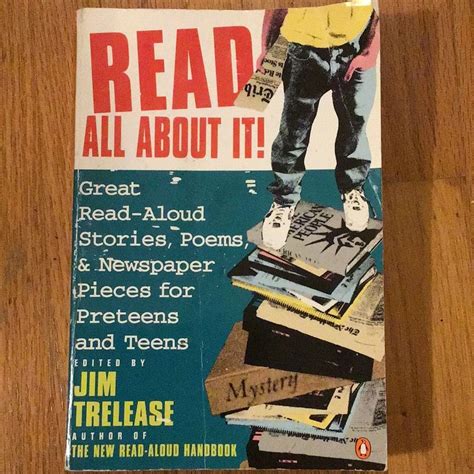 READ
ALL ABOUT IT!
Great
Read-Aloud
Stories, Poems,
& Newspaper
Pieces for
Preteens
and Teens
EDITED BY
JIM
TRELEASE
AUTHOR OF
THE NEW READ-ALOUD HANDBOOK
PEOPLE
Mystery